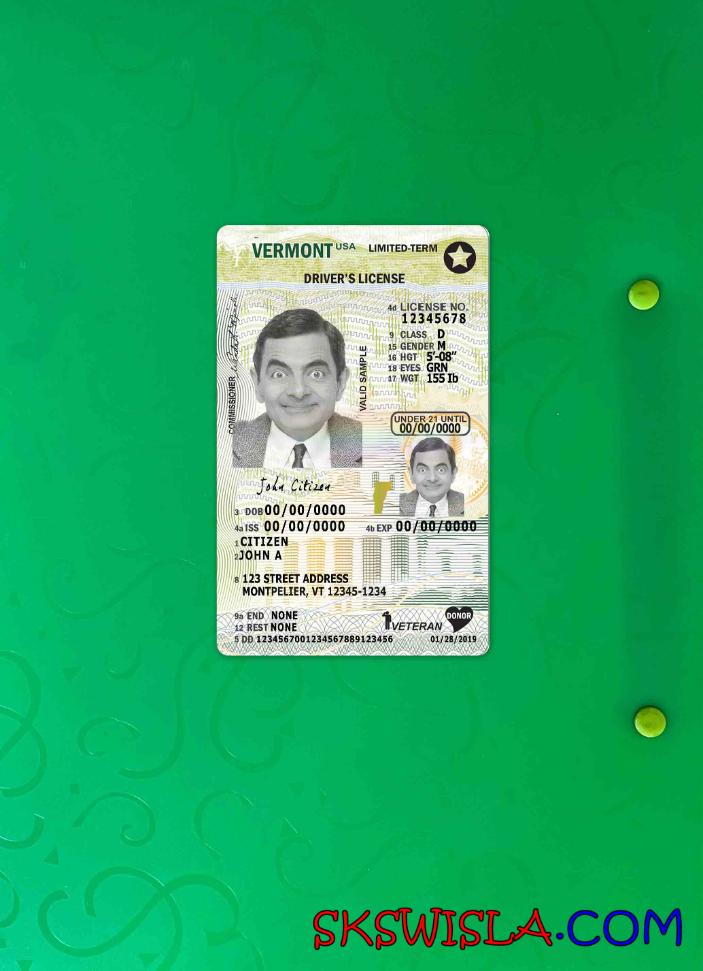 VERMONT USA LIMITED-TERM
DRIVER'S LICENSE
4d LICENSE NO.
12345678
9 CLASS D
15 GENDER M
16 HGT 5'-08"
18 EYES GRN
17 WGT 155 lb
COMMISSIONER
VALID SAMPLE
UNDER 21 UNTIL
00/00/0000
John Citizen
3 DOB 00/00/0000
4a ISS 00/00/0000 4b EXP 00/00/0000
1 CITIZEN
2 JOHN A
8 123 STREET ADDRESS
MONTPELIER, VT 12345-1234
9a END NONE
12 REST NONE
VETERAN
DONOR
5 DD 1234567001234567889123456 01/28/2019
SKSWISLA.COM